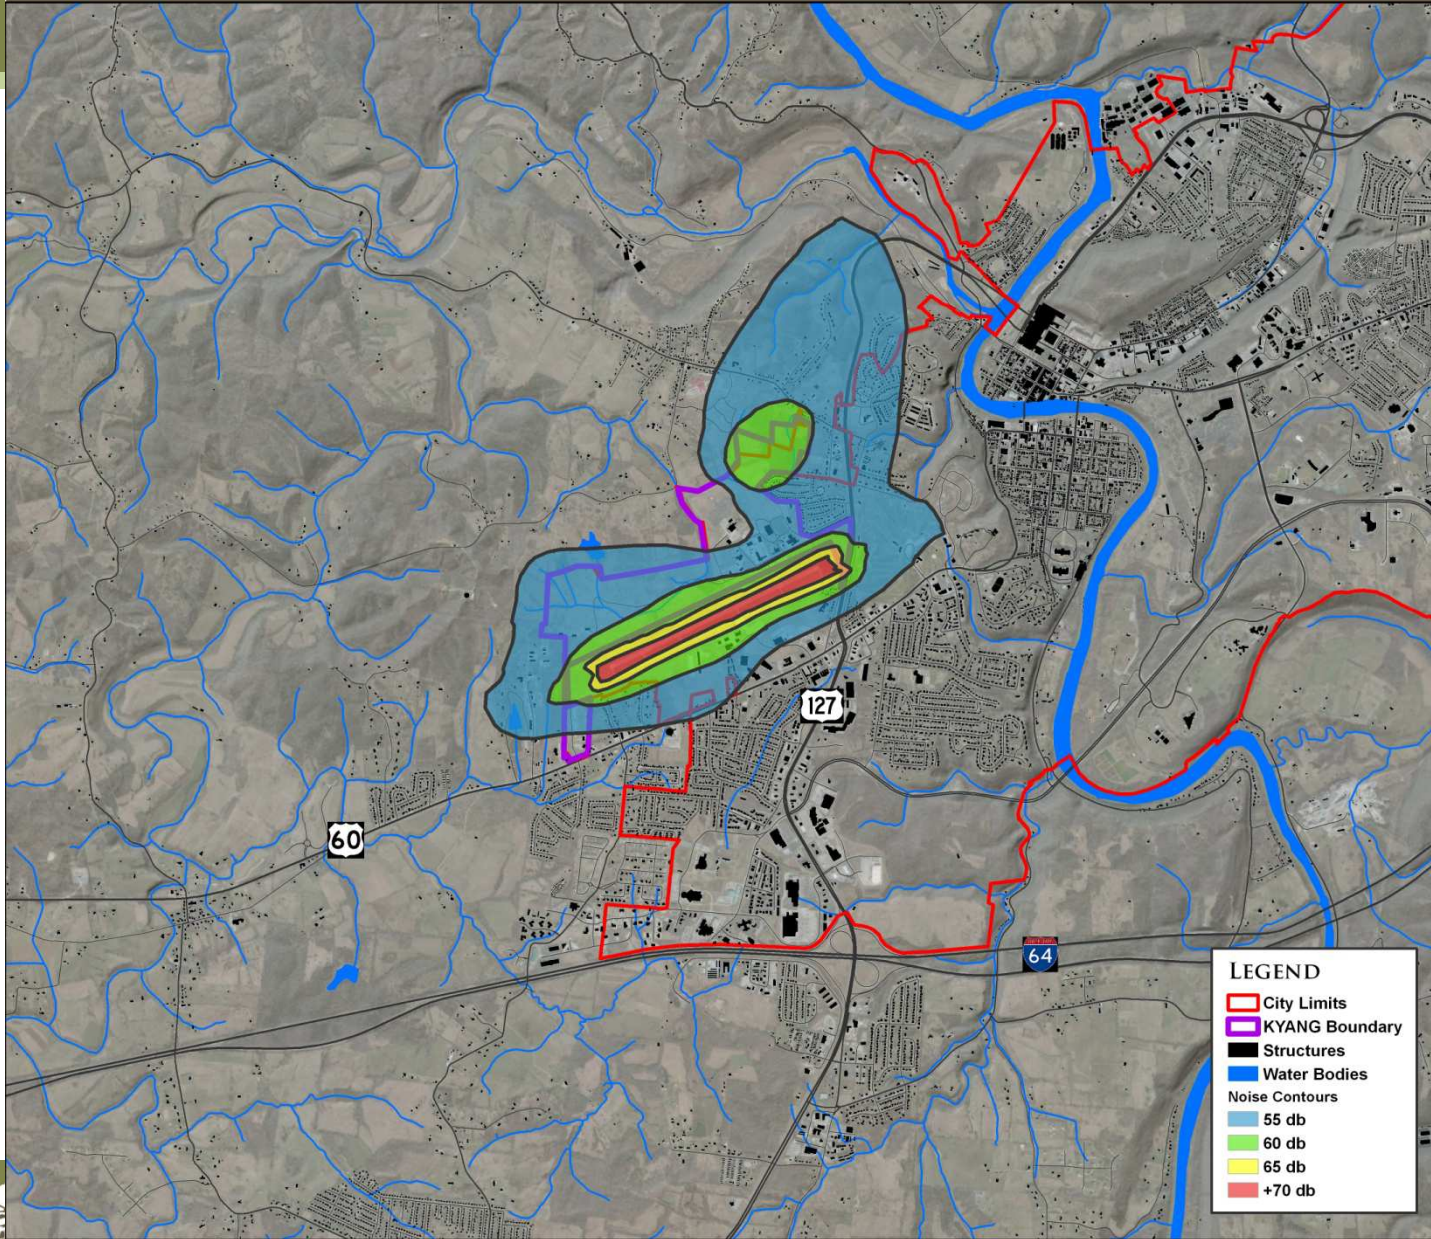 127
60
64
LEGEND
City Limits
KYANG Boundary
Structures
Water Bodies
Noise Contours
55 db
60 db
65 db
+70 db